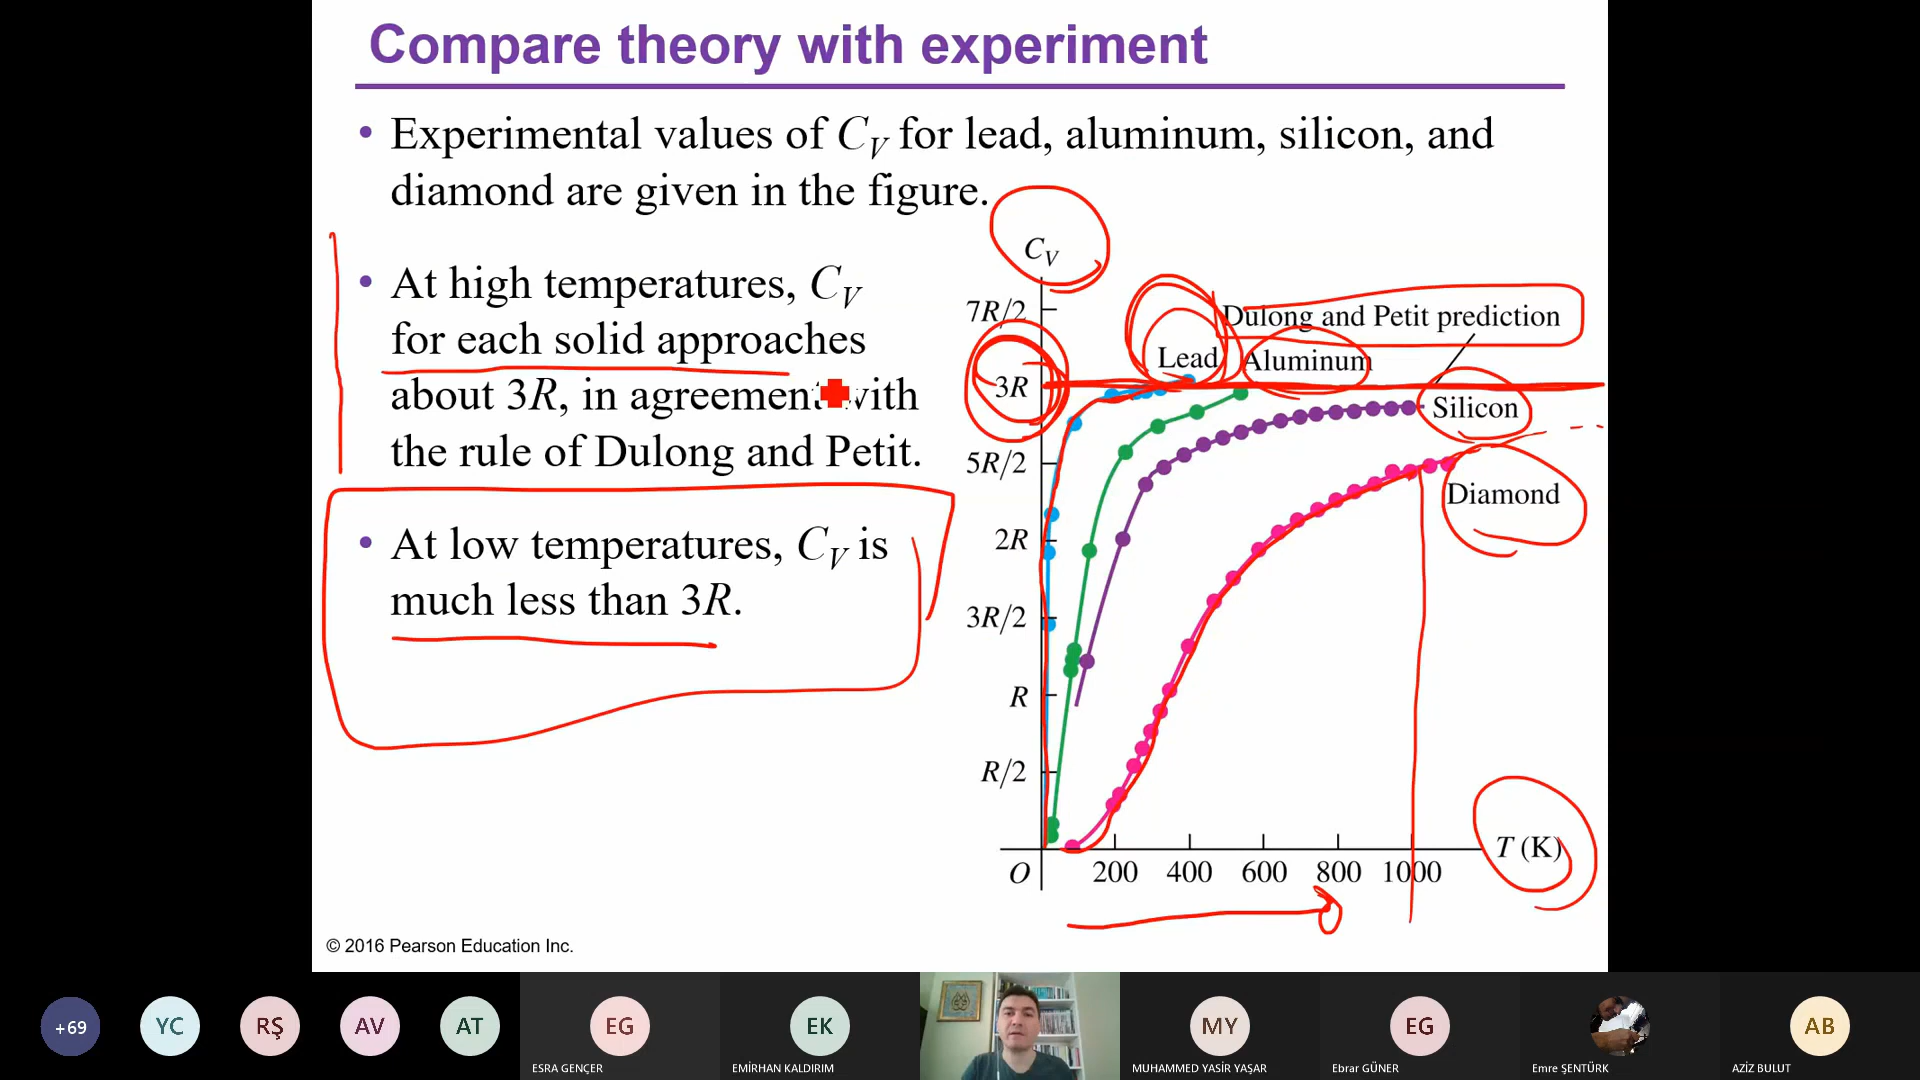 Compare theory with experiment
• Experimental values of C_V for lead, aluminum, silicon, and
diamond are given in the figure.
• At high temperatures, C_V
for each solid approaches
about 3R, in agreement with
the rule of Dulong and Petit.
• At low temperatures, C_V is
much less than 3R.
C_V
7R/2
3R
5R/2
2R
3R/2
R
R/2
O
Dulong and Petit prediction
Lead
Aluminum
Silicon
Diamond
200 400 600 800 1000
T (K)
© 2016 Pearson Education Inc.
+69
YC
RŞ
AV
AT
EG
ESRA GENÇER
EK
EMİRHAN KALDIRIM
MY
MUHAMMED YASİR YAŞAR
EG
Ebrar GÜNER
Emre ŞENTÜRK
AB
AZİZ BULUT